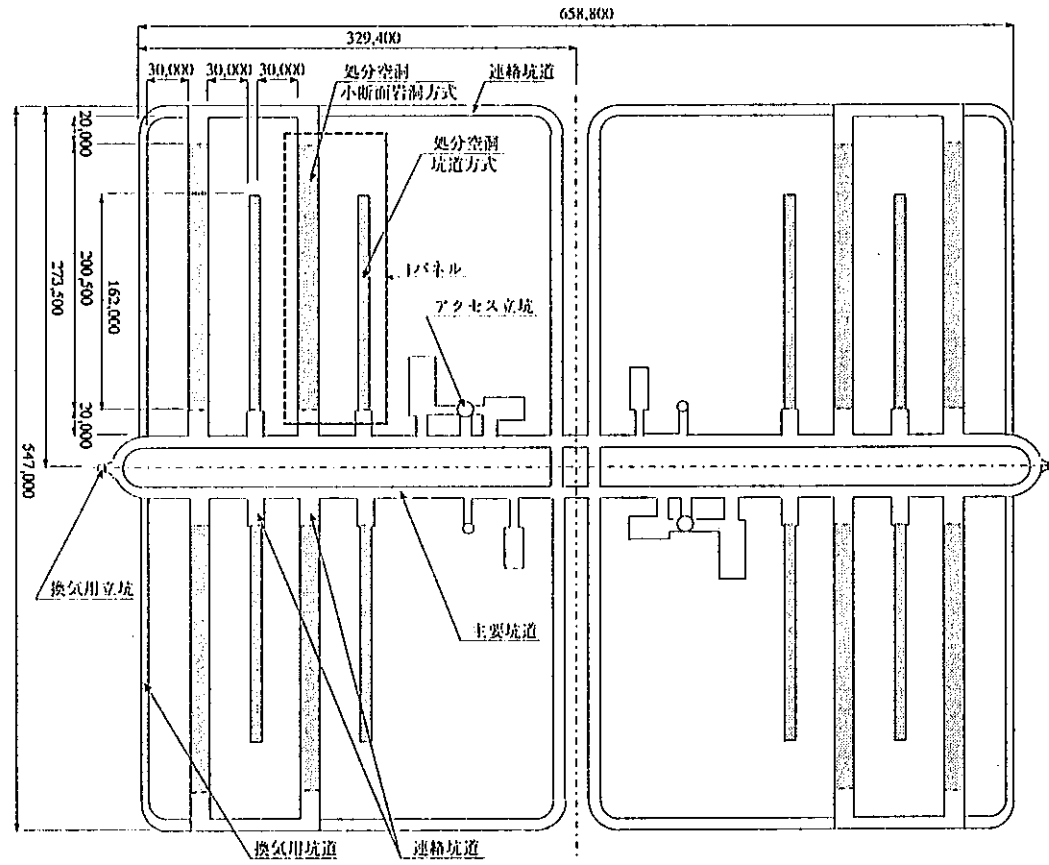 658,800
329,400
30,000
30,000
30,000
処分空洞
小断面岩洞方式
連絡坑道
処分空洞
坑道方式
1パネル
アクセス立坑
20,000
273,500
200,500
162,000
20,000
547,000
換気用立坑
主要坑道
換気用坑道
連絡坑道